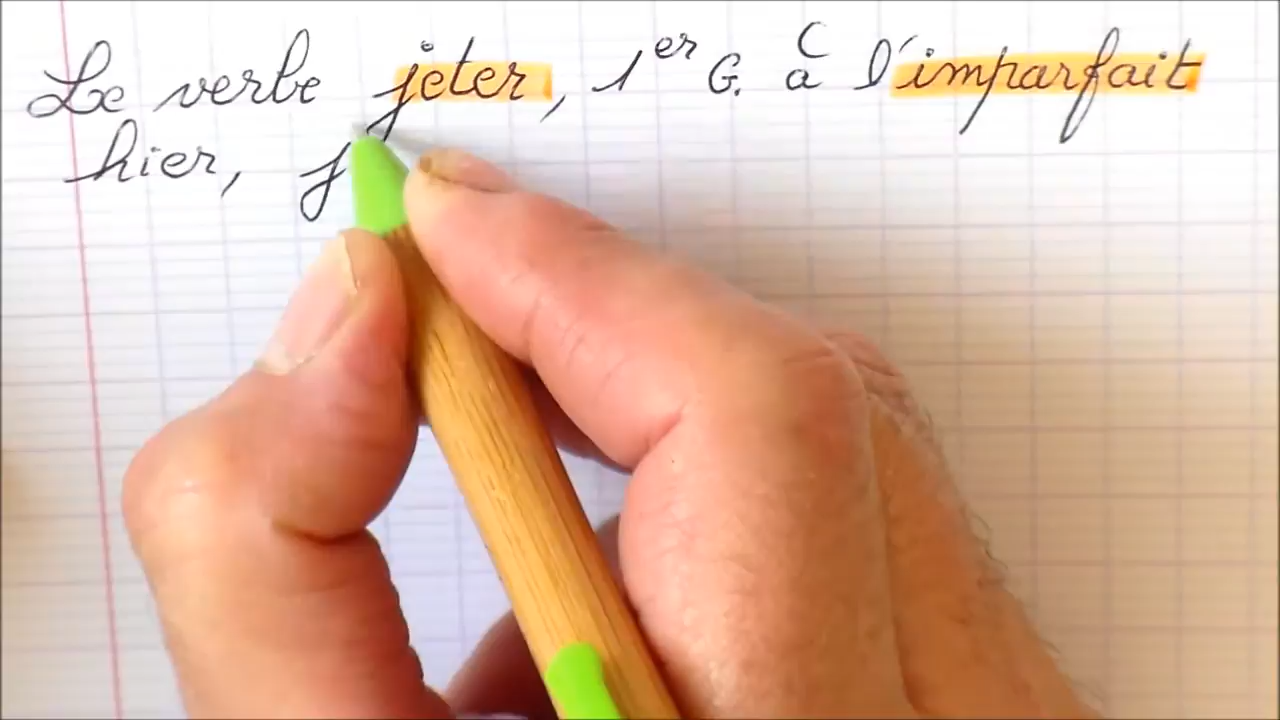 Le verbe jeter, 1er G. à l'imparfait
hier, j